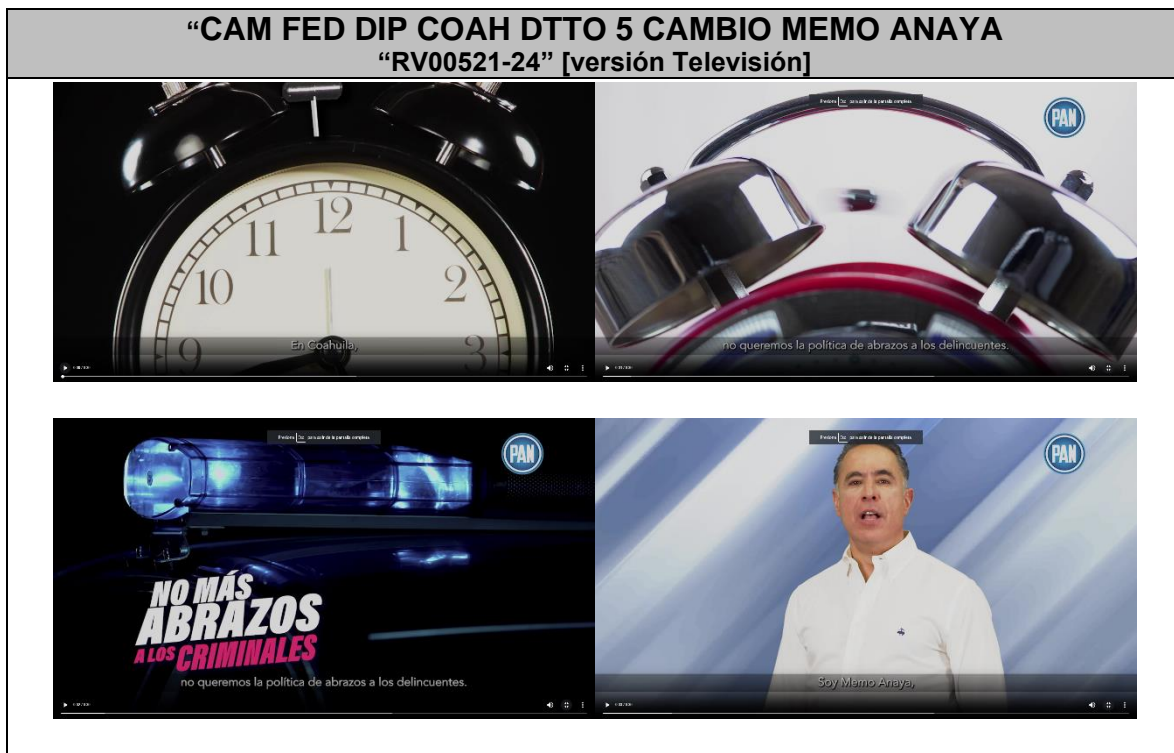 “CAM FED DIP COAH DTTO 5 CAMBIO MEMO ANAYA
“RV00521-24” [versión Televisión]
12
11
1
10
2
9
3
En Coahuila,
PAN
no queremos la política de abrazos a los delincuentes.
PAN
NO MÁS
ABRAZOS
A LOS CRIMINALES
no queremos la política de abrazos a los delincuentes.
PAN
Soy Memo Anaya,